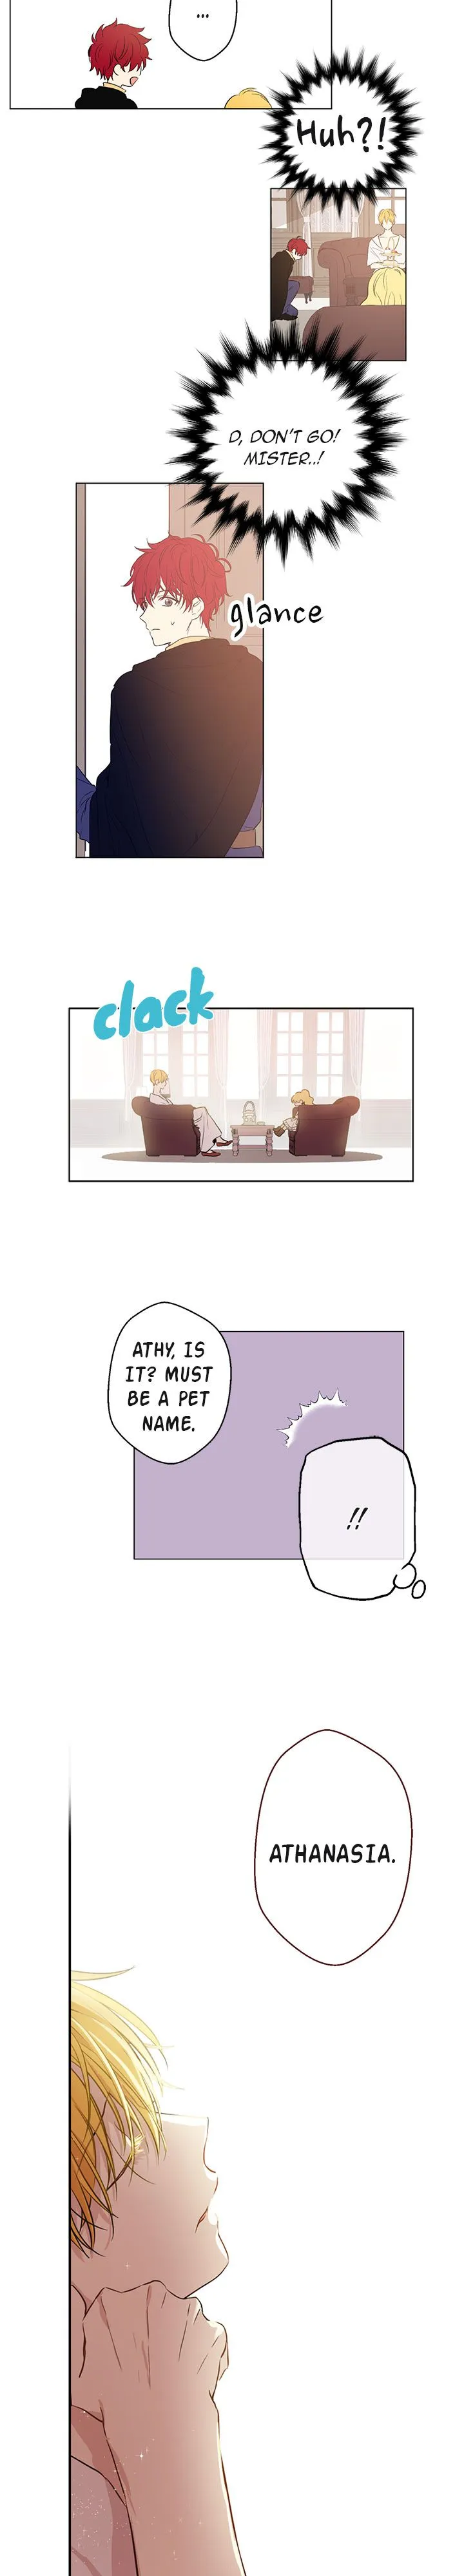 ...
Huh?!
D, DON'T GO!
MISTER..!
glance
clack
ATHY, IS
IT? MUST
BE A PET
NAME.
!!
ATHANASIA.